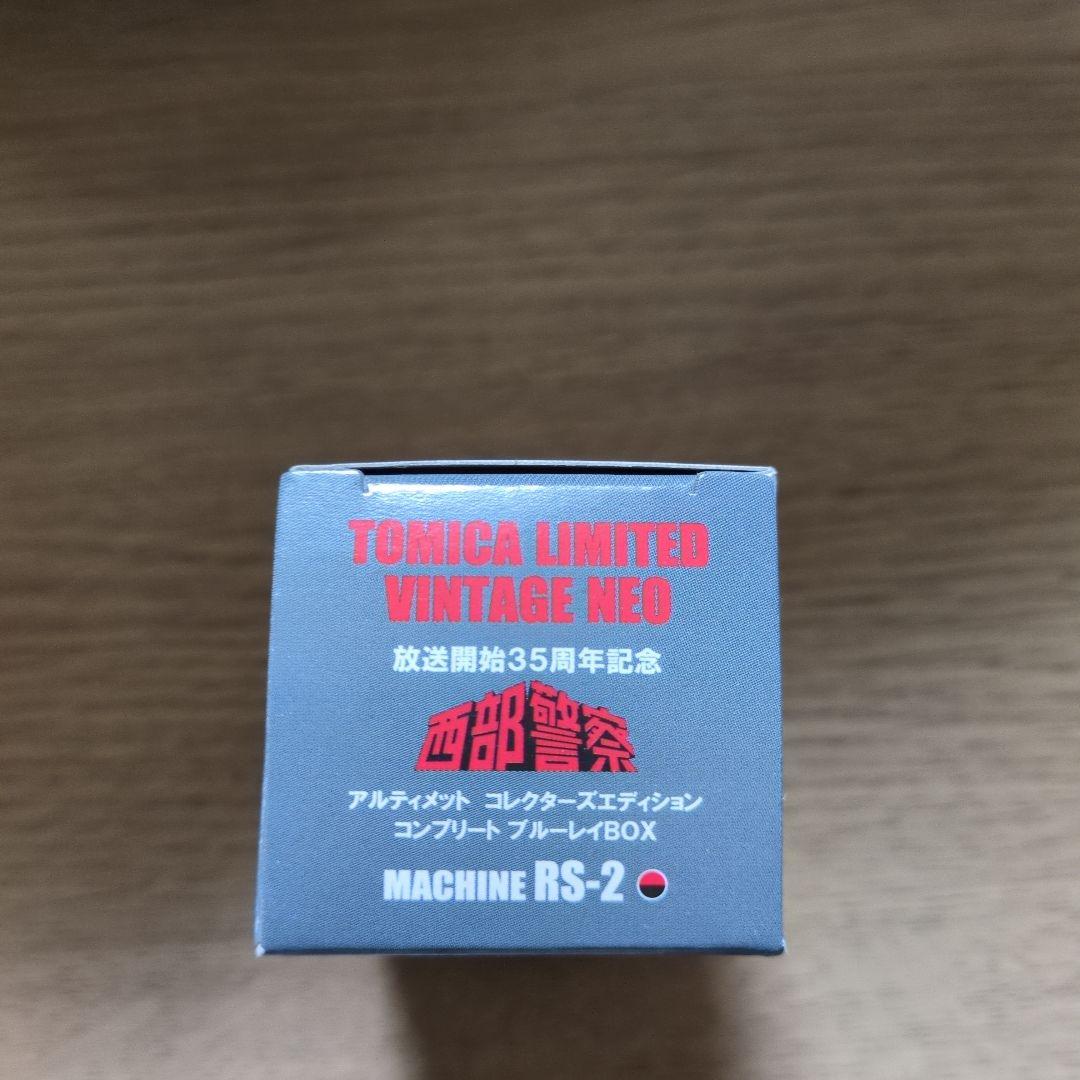 TOMICA LIMITED
VINTAGE NEO
放送開始35周年記念
西部警察
アルティメット コレクターズエディション
コンプリート ブルーレイBOX
MACHINE RS-2